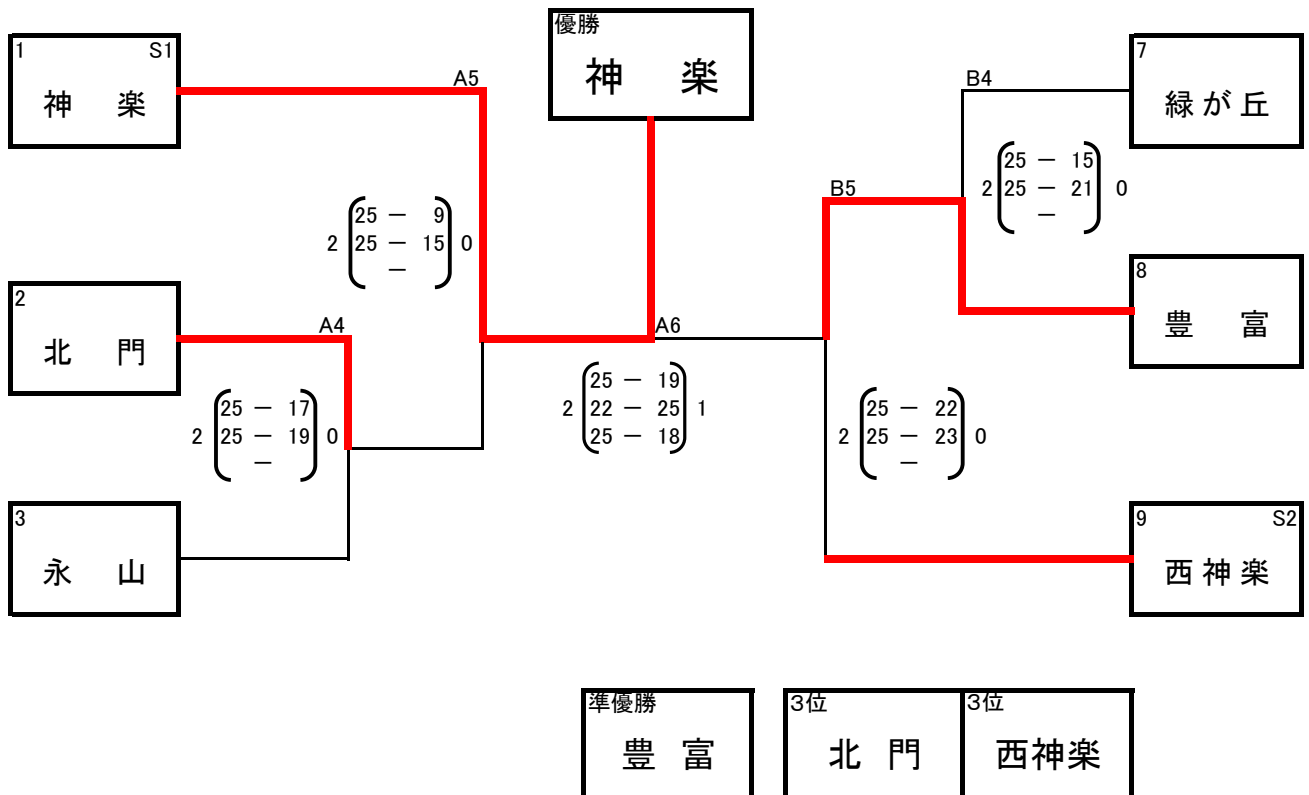 優勝
神 楽
1 S1
神 楽
A5
B4
7
緑が丘
25 － 15
2 25 － 21 0
－
B5
25 － 9
2 25 － 15 0
－
8
豊 富
2
北 門
A4
A6
25 － 19
2 22 － 25 1
25 － 18
25 － 17
2 25 － 19 0
－
25 － 22
2 25 － 23 0
－
3
永 山
9 S2
西神楽
準優勝
豊 富
3位
北 門
3位
西神楽